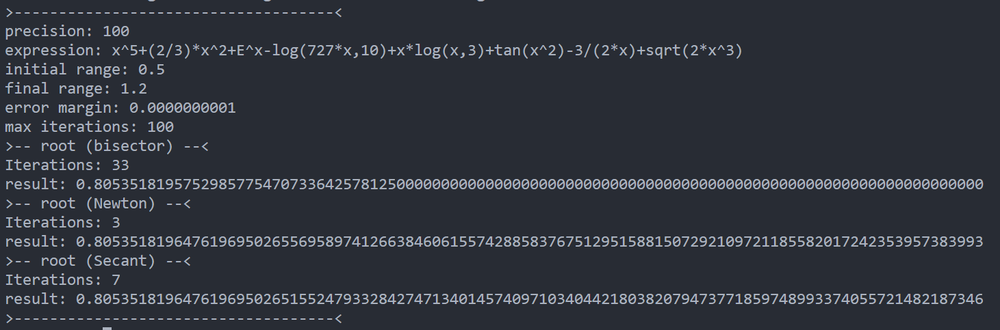 >------------------------------------<
precision: 100
expression: x^5+(2/3)*x^2+E^x-log(727*x,10)+x*log(x,3)+tan(x^2)-3/(2*x)+sqrt(2*x^3)
initial range: 0.5
final range: 1.2
error margin: 0.0000000001
max iterations: 100
>-- root (bisector) --<
Iterations: 33
result: 0.8053518195752985775470733642578125000000000000000000000000000000000000000000000000000000000000000000
>-- root (Newton) --<
Iterations: 3
result: 0.8053518196476196950265569589741266384606155742885837675129515881507292109721185582017242353957383993
>-- root (Secant) --<
Iterations: 7
result: 0.8053518196476196950265155247933284274713401457409710340442180382079473771859748993374055721482187346
>------------------------------------<